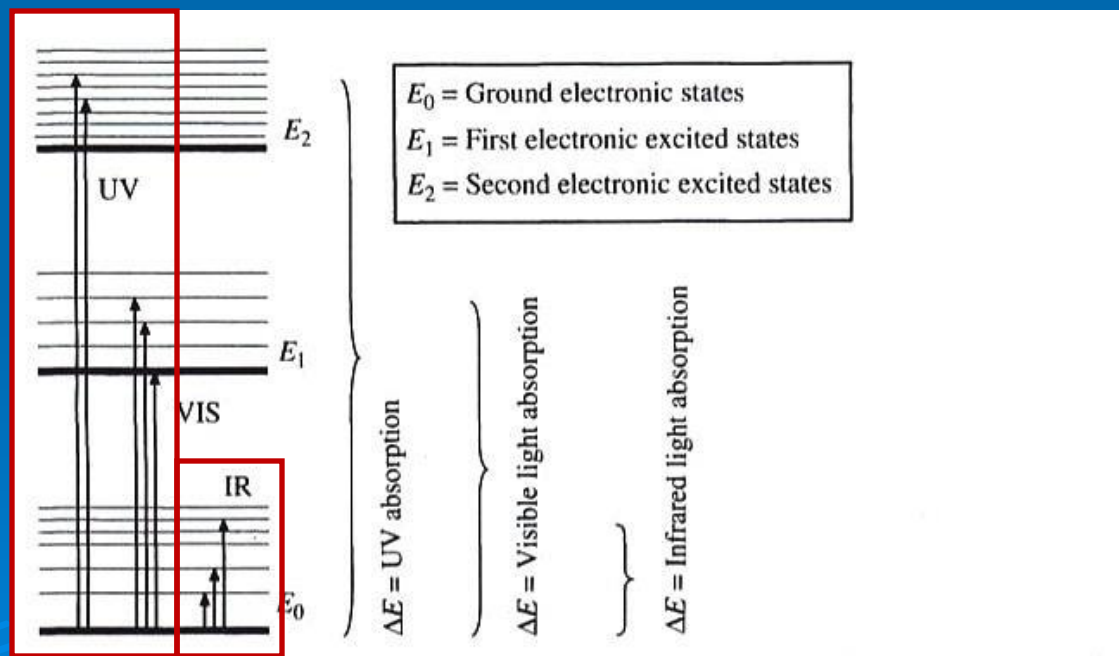 E₀ = Ground electronic states
E₁ = First electronic excited states
E₂ = Second electronic excited states
E₂
UV
E₁
VIS
IR
E₀
ΔE = UV absorption
ΔE = Visible light absorption
ΔE = Infrared light absorption